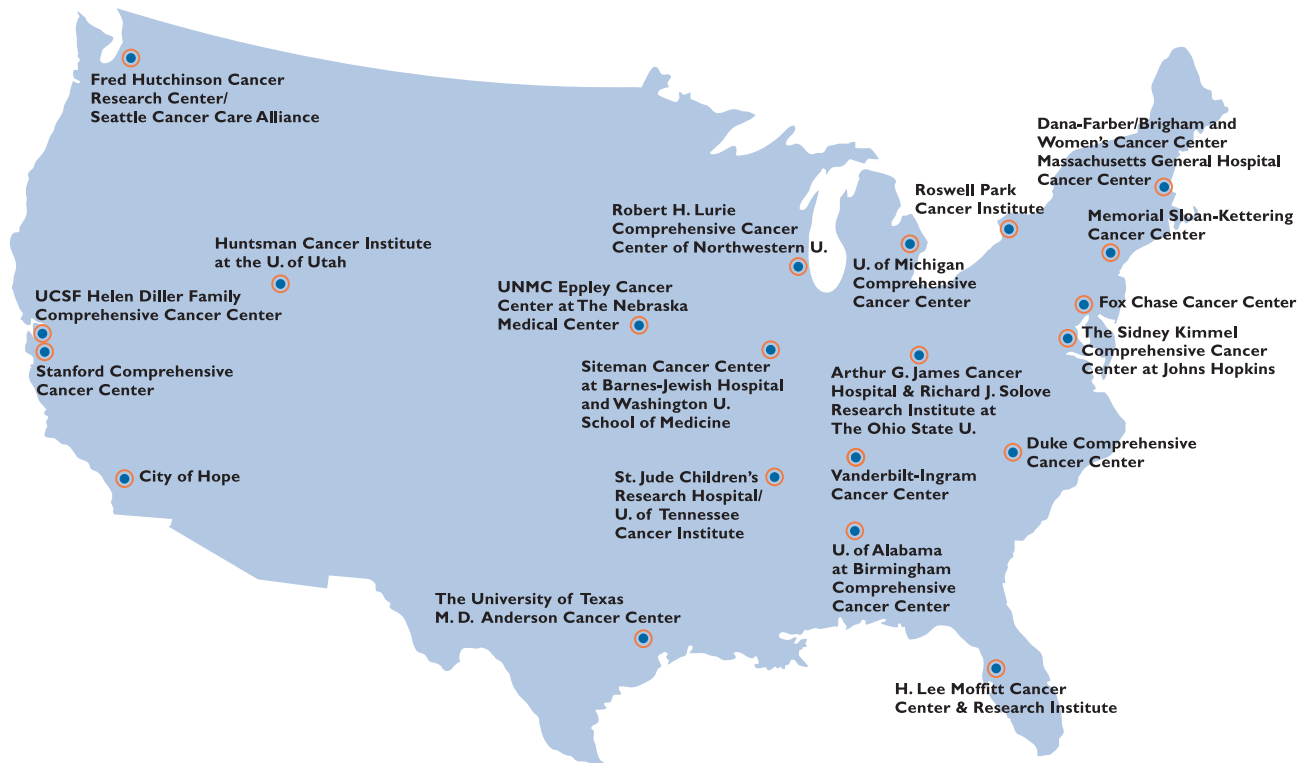 Fred Hutchinson Cancer
Research Center/
Seattle Cancer Care Alliance
Dana-Farber/Brigham and
Women's Cancer Center
Massachusetts General Hospital
Cancer Center
Roswell Park
Cancer Institute
Memorial Sloan-Kettering
Cancer Center
Robert H. Lurie
Comprehensive Cancer
Center of Northwestern U.
Huntsman Cancer Institute
at the U. of Utah
U. of Michigan
Comprehensive
Cancer Center
UCSF Helen Diller Family
Comprehensive Cancer Center
UNMC Eppley Cancer
Center at The Nebraska
Medical Center
Fox Chase Cancer Center
The Sidney Kimmel
Comprehensive Cancer
Center at Johns Hopkins
Stanford Comprehensive
Cancer Center
Siteman Cancer Center
at Barnes-Jewish Hospital
and Washington U.
School of Medicine
Arthur G. James Cancer
Hospital & Richard J. Solove
Research Institute at
The Ohio State U.
Duke Comprehensive
Cancer Center
City of Hope
St. Jude Children's
Research Hospital/
U. of Tennessee
Cancer Institute
Vanderbilt-Ingram
Cancer Center
U. of Alabama
at Birmingham
Comprehensive
Cancer Center
The University of Texas
M. D. Anderson Cancer Center
H. Lee Moffitt Cancer
Center & Research Institute